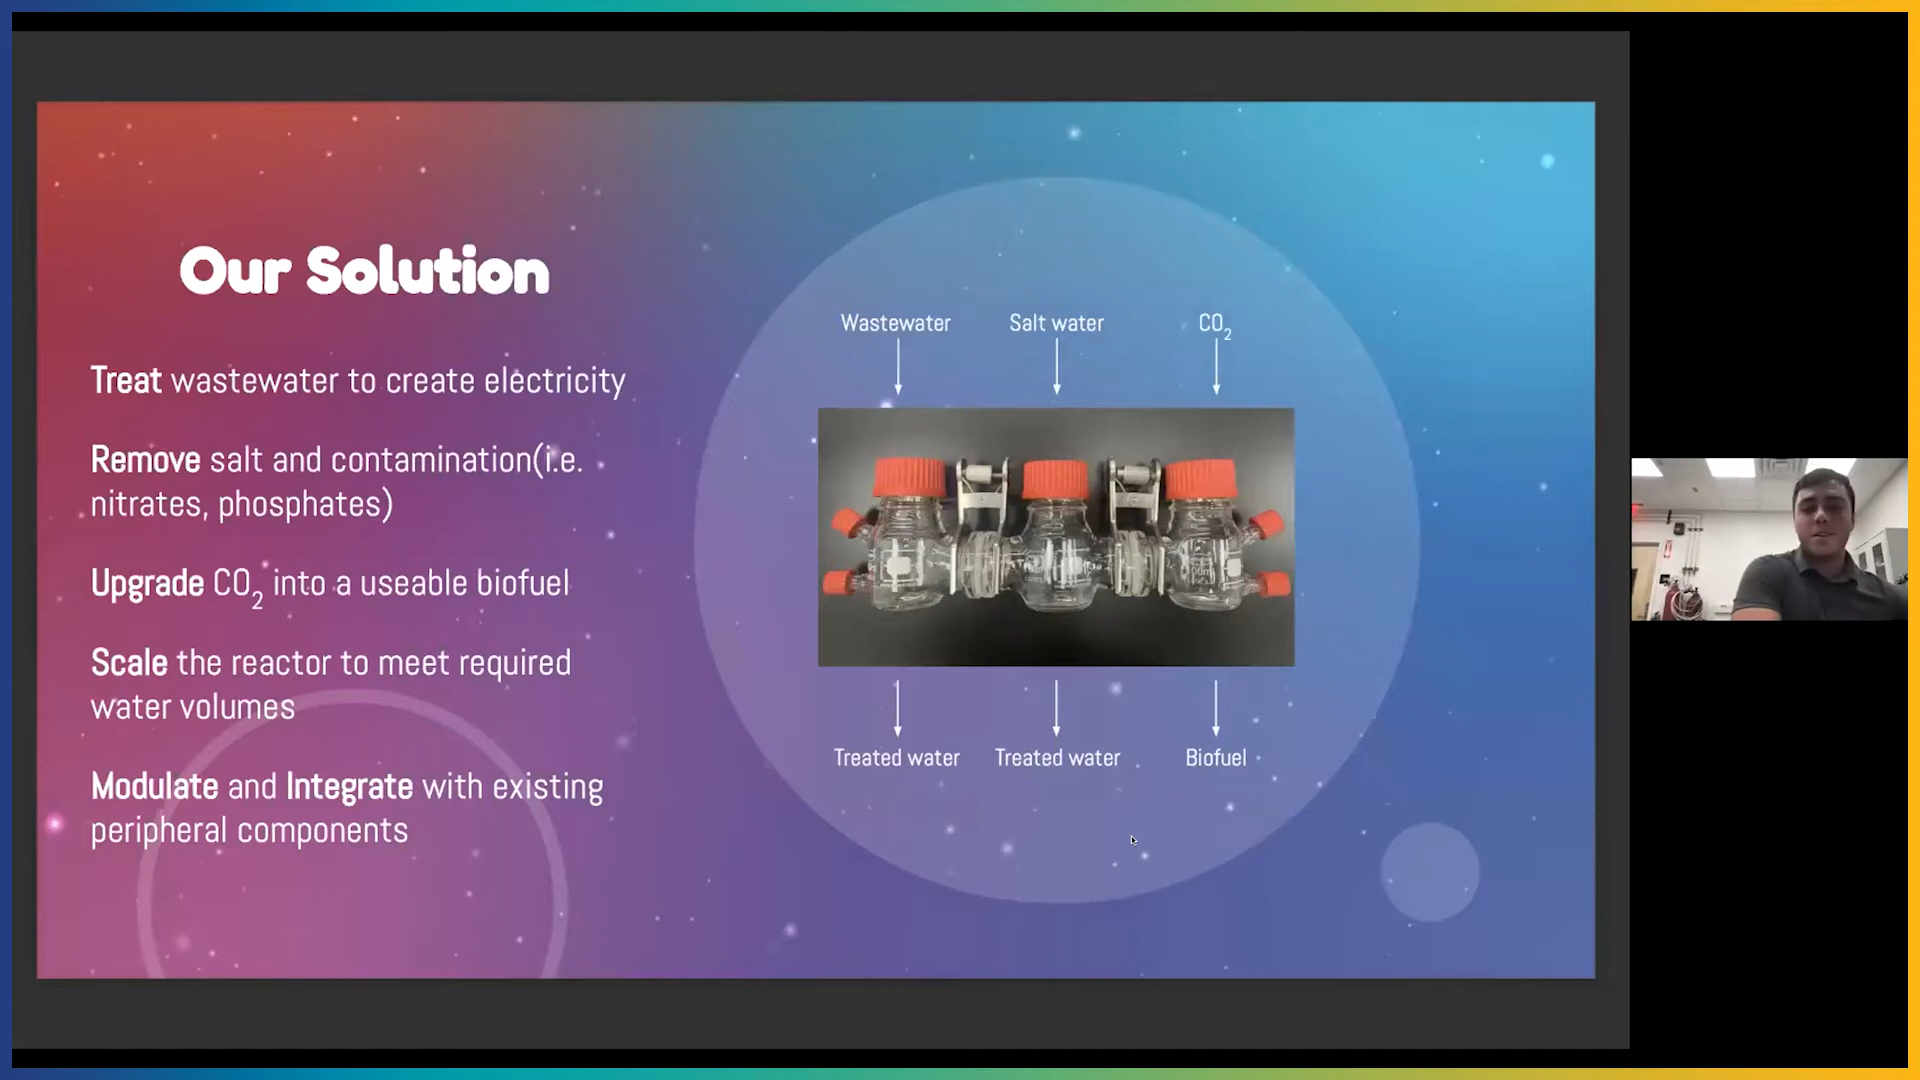 Our Solution
Treat wastewater to create electricity
Remove salt and contamination(i.e.
nitrates, phosphates)
Upgrade CO2 into a useable biofuel
Scale the reactor to meet required
water volumes
Modulate and Integrate with existing
peripheral components
Wastewater
Salt water
CO2
Treated water
Treated water
Biofuel